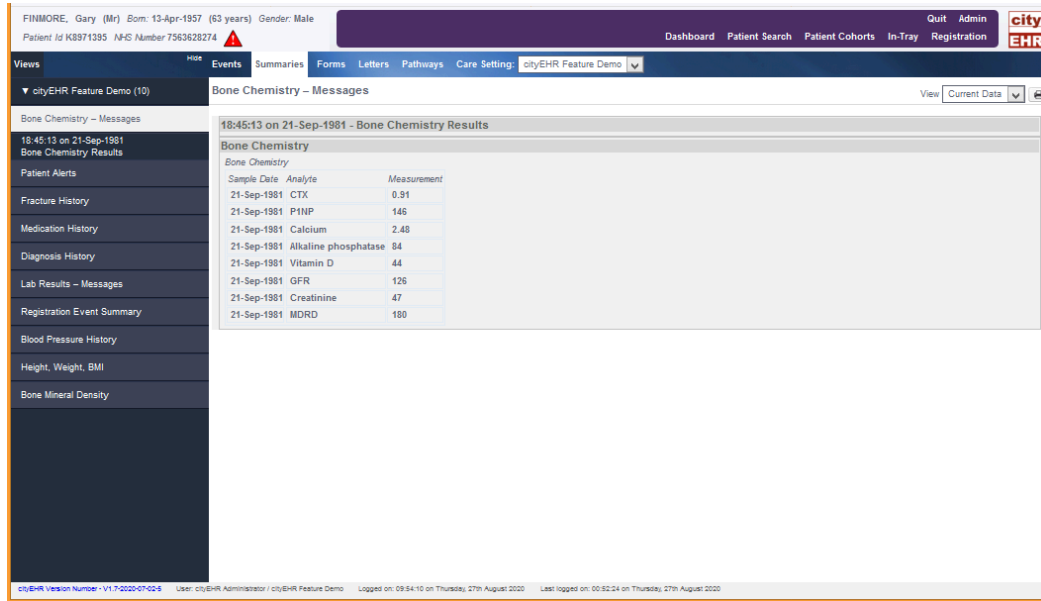 FINMORE, Gary (Mr) Born: 13-Apr-1957 (63 years) Gender: Male
Patient Id K8971395 NHS Number 7563628274
Quit Admin
Dashboard Patient Search Patient Cohorts In-Tray Registration
city
EHR
Views Hide Events Summaries Forms Letters Pathways Care Setting: cityEHR Feature Demo
▼ cityEHR Feature Demo (10)
Bone Chemistry – Messages
18:45:13 on 21-Sep-1981
Bone Chemistry Results
Patient Alerts
Fracture History
Medication History
Diagnosis History
Lab Results – Messages
Registration Event Summary
Blood Pressure History
Height, Weight, BMI
Bone Mineral Density
Bone Chemistry – Messages
View Current Data
18:45:13 on 21-Sep-1981 - Bone Chemistry Results
Bone Chemistry
Bone Chemistry
Sample Date Analyte Measurement
21-Sep-1981 CTX 0.91
21-Sep-1981 P1NP 146
21-Sep-1981 Calcium 2.48
21-Sep-1981 Alkaline phosphatase 84
21-Sep-1981 Vitamin D 44
21-Sep-1981 GFR 126
21-Sep-1981 Creatinine 47
21-Sep-1981 MDRD 180
cityEHR Version Number - V1.7-2020-07-02-5 User: cityEHR Administrator / cityEHR Feature Demo Logged on: 09:54:10 on Thursday, 27th August 2020 Last logged on: 00:52:24 on Thursday, 27th August 2020